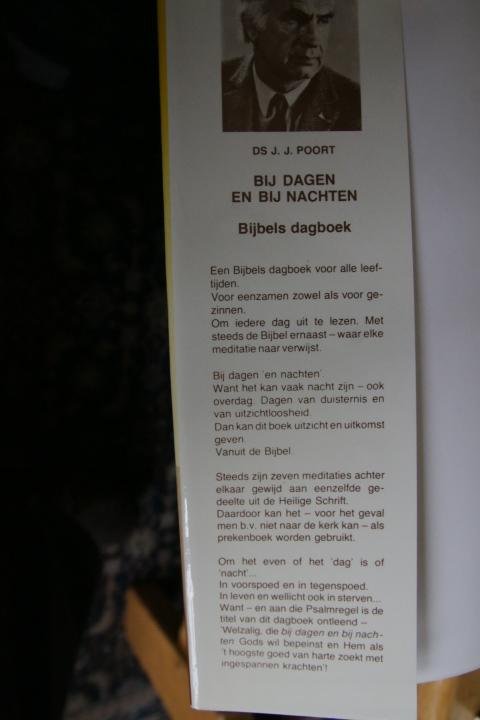 DS J. J. POORT
BIJ DAGEN
EN BIJ NACHTEN
Bijbels dagboek
Een Bijbels dagboek voor alle leef-
tijden.
Voor eenzamen zowel als voor ge-
zinnen.
Om iedere dag uit te lezen. Met
steeds de Bijbel ernaast – waar elke
meditatie naar verwijst.
Bij dagen 'en nachten'.
Want het kan vaak nacht zijn – ook
overdag. Dagen van duisternis en
van uitzichtloosheid.
Dan kan dit boek uitzicht en uitkomst
geven.
Vanuit de Bijbel.
Steeds zijn zeven meditaties achter
elkaar gewijd aan eenzelfde ge-
deelte uit de Heilige Schrift.
Daardoor kan het – voor het geval
men b.v. niet naar de kerk kan – als
prekenboek worden gebruikt.
Om het even of het 'dag' is of
'nacht'...
In voorspoed en in tegenspoed.
In leven en wellicht ook in sterven...
Want – en aan die Psalmregel is de
titel van dit dagboek ontleend –
'Welzalig, die bij dagen en bij nach-
ten Gods wil bepeinst en Hem als
't hoogste goed van harte zoekt met
ingespannen krachten'!